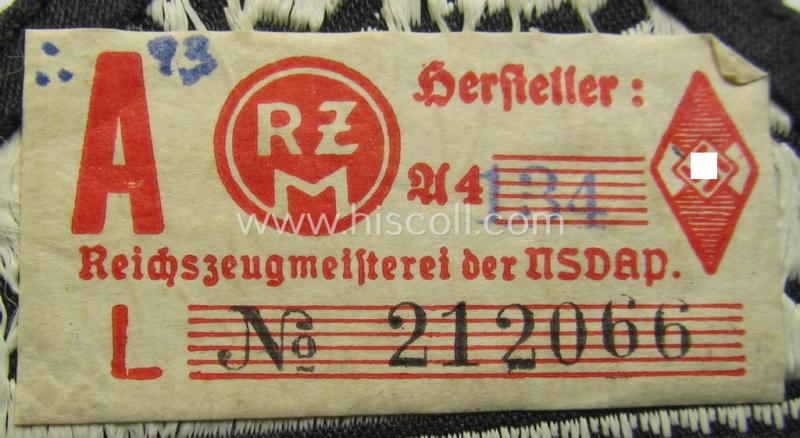 A 93 RZM Hersteller:
A4 134
www.hiscoll.com
Reichszeugmeisterei der NSDAP.
L No 212066